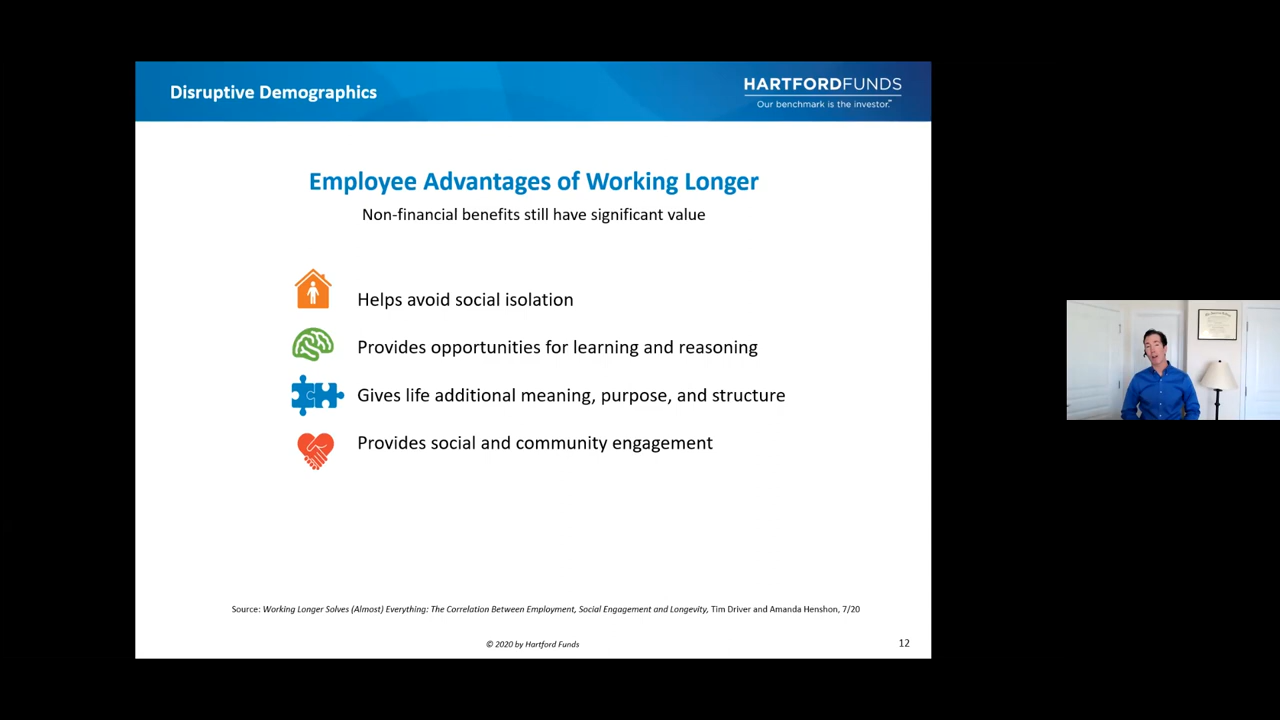 Disruptive Demographics
HARTFORDFUNDS
Our benchmark is the investor.℠
Employee Advantages of Working Longer
Non-financial benefits still have significant value
Helps avoid social isolation
Provides opportunities for learning and reasoning
Gives life additional meaning, purpose, and structure
Provides social and community engagement
Source: Working Longer Solves (Almost) Everything: The Correlation Between Employment, Social Engagement and Longevity, Tim Driver and Amanda Henshon, 7/20
© 2020 by Hartford Funds
12